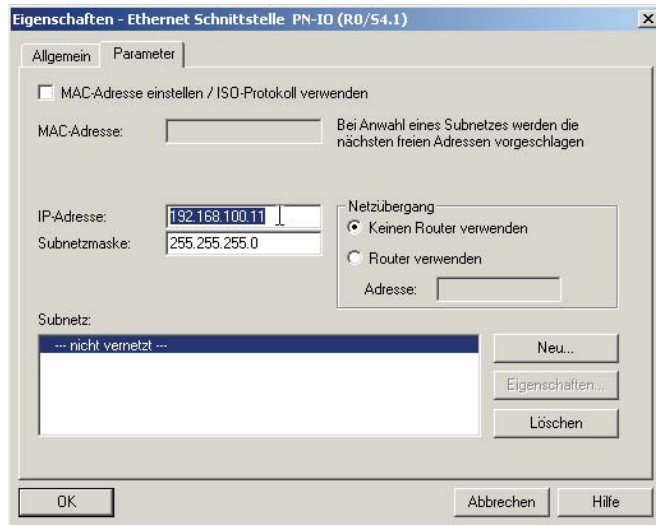 Eigenschaften - Ethernet Schnittstelle PN-IO (R0/S4.1)
Allgemein
Parameter
MAC-Adresse einstellen / ISO-Protokoll verwenden
MAC-Adresse:
Bei Anwahl eines Subnetzes werden die
nächsten freien Adressen vorgeschlagen
IP-Adresse:
192.168.100.11
Subnetzmaske:
255.255.255.0
Netzübergang
Keinen Router verwenden
Router verwenden
Adresse:
Subnetz:
--- nicht vernetzt ---
Neu...
Eigenschaften...
Löschen
OK
Abbrechen
Hilfe